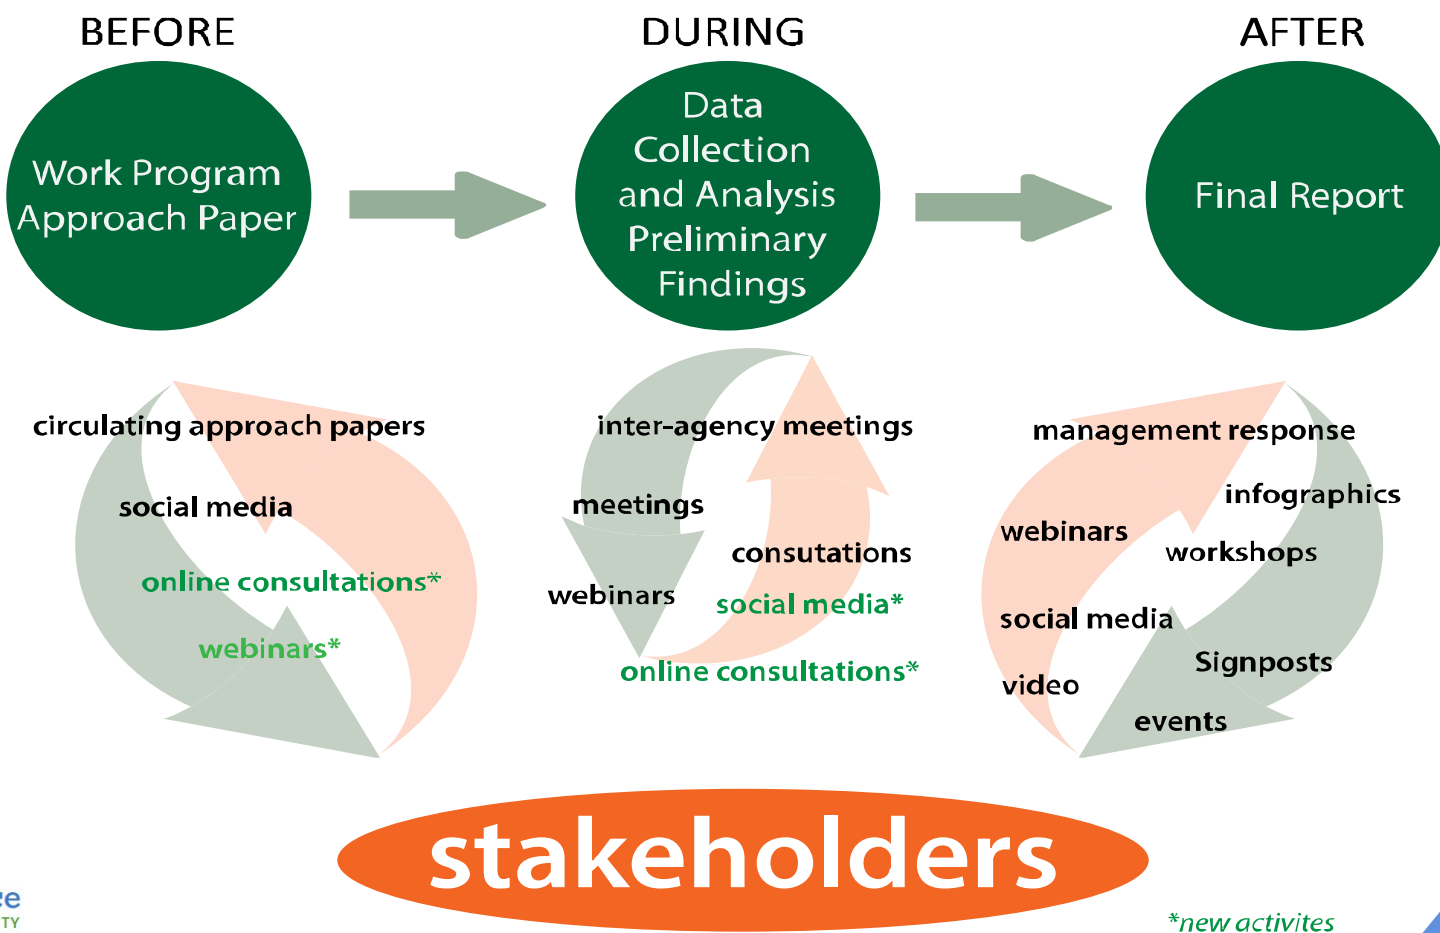 BEFORE
Work Program
Approach Paper
circulating approach papers
social media
online consultations*
webinars*
DURING
Data
Collection
and Analysis
Preliminary
Findings
inter-agency meetings
meetings
consutations
webinars
social media*
online consultations*
AFTER
Final Report
management response
infographics
webinars
workshops
social media
Signposts
video
events
stakeholders
*new activites